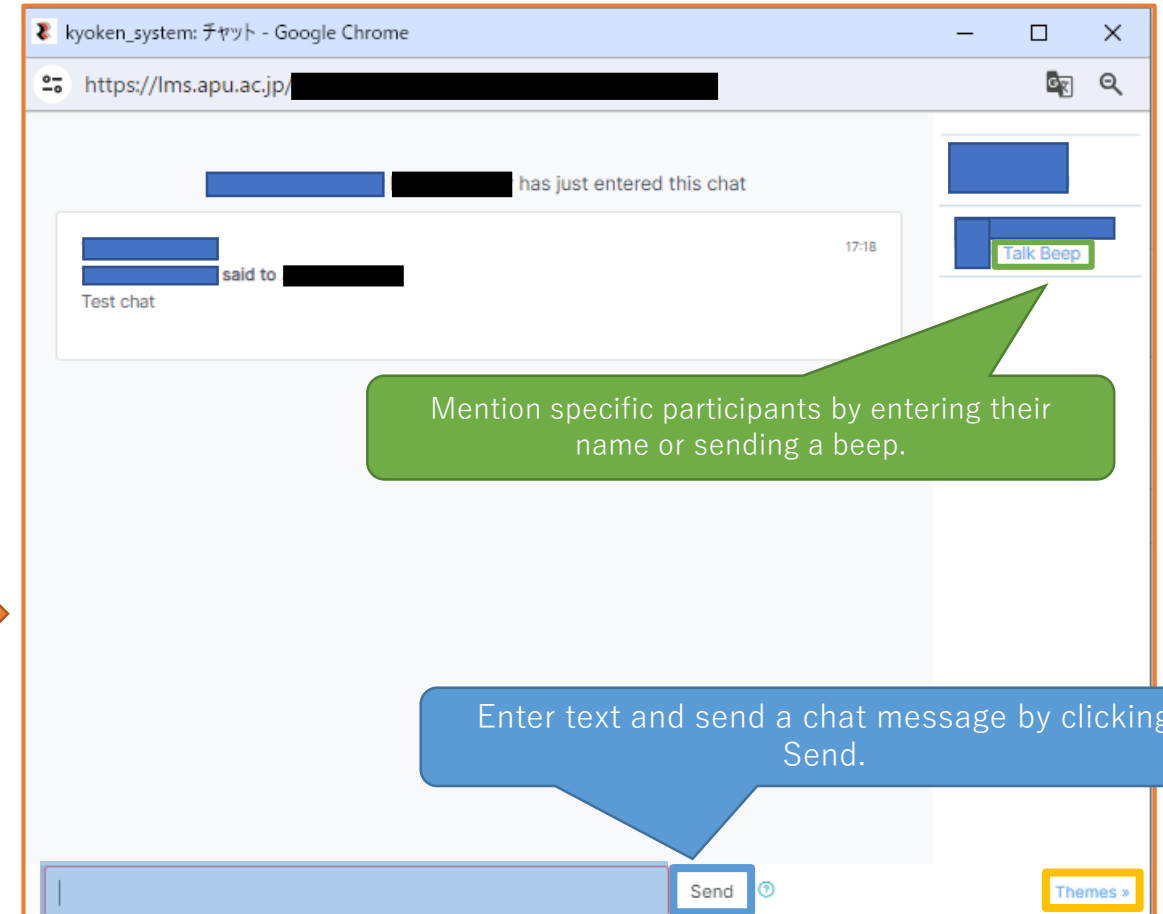 kyoken_system: チャット - Google Chrome
https://lms.apu.ac.jp/
has just entered this chat
17:18
said to
Test chat
Talk Beep
Mention specific participants by entering their
name or sending a beep.
Enter text and send a chat message by clicking
Send.
Send
Themes »